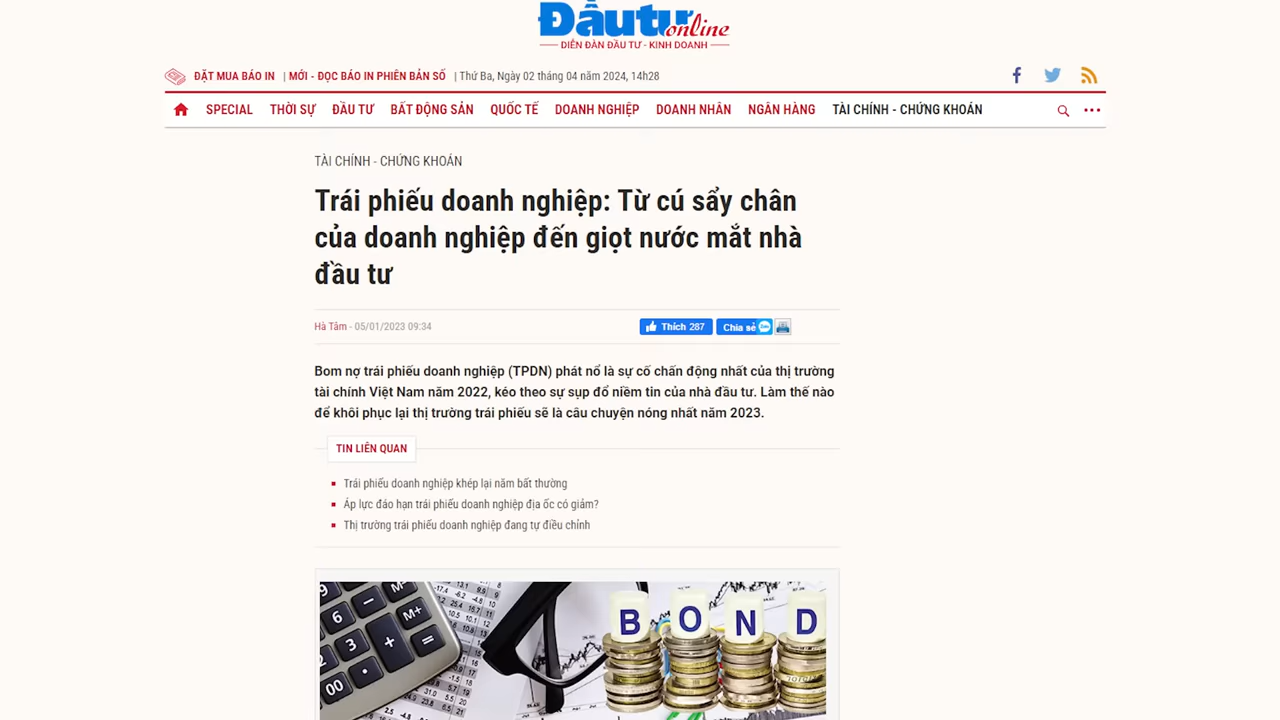 Đầu tư online
DIỄN ĐÀN ĐẦU TƯ - KINH DOANH
ĐẶT MUA BÁO IN | MỚI - ĐỌC BÁO IN PHIÊN BẢN SỐ | Thứ Ba, Ngày 02 tháng 04 năm 2024, 14h28
SPECIAL THỜI SỰ ĐẦU TƯ BẤT ĐỘNG SẢN QUỐC TẾ DOANH NGHIỆP DOANH NHÂN NGÂN HÀNG TÀI CHÍNH - CHỨNG KHOÁN
TÀI CHÍNH - CHỨNG KHOÁN
Trái phiếu doanh nghiệp: Từ cú sẩy chân
của doanh nghiệp đến giọt nước mắt nhà
đầu tư
Hà Tâm - 05/01/2023 09:34
Thích 287 Chia sẻ
Bom nợ trái phiếu doanh nghiệp (TPDN) phát nổ là sự cố chấn động nhất của thị trường
tài chính Việt Nam năm 2022, kéo theo sự sụp đổ niềm tin của nhà đầu tư. Làm thế nào
để khôi phục lại thị trường trái phiếu sẽ là câu chuyện nóng nhất năm 2023.
TIN LIÊN QUAN
Trái phiếu doanh nghiệp khép lại năm bất thường
Áp lực đáo hạn trái phiếu doanh nghiệp địa ốc có giảm?
Thị trường trái phiếu doanh nghiệp đang tự điều chỉnh
BOND